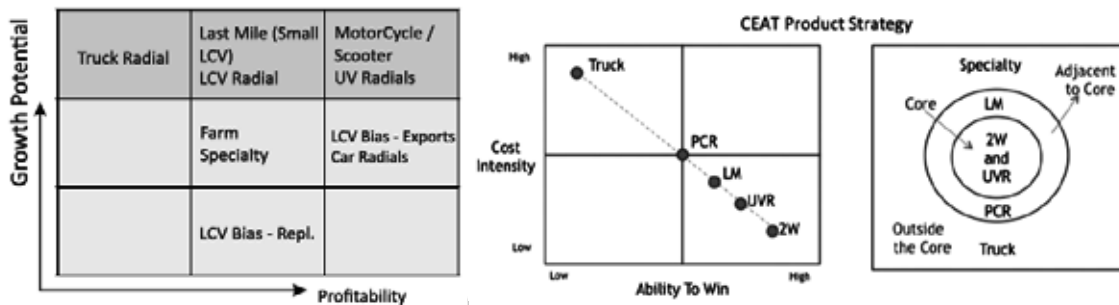 Growth Potential
Truck Radial
Last Mile (Small
LCV)
LCV Radial
MotorCycle /
Scooter
UV Radials
Farm
Specialty
LCV Bias - Exports
Car Radials
LCV Bias - Repl.
Profitability
CEAT Product Strategy
High
Cost
Intensity
Low
Truck
PCR
LM
UVR
2W
Low
High
Ability To Win
Specialty
Adjacent
to Core
Core
LM
2W
and
UVR
PCR
Outside
the Core
Truck